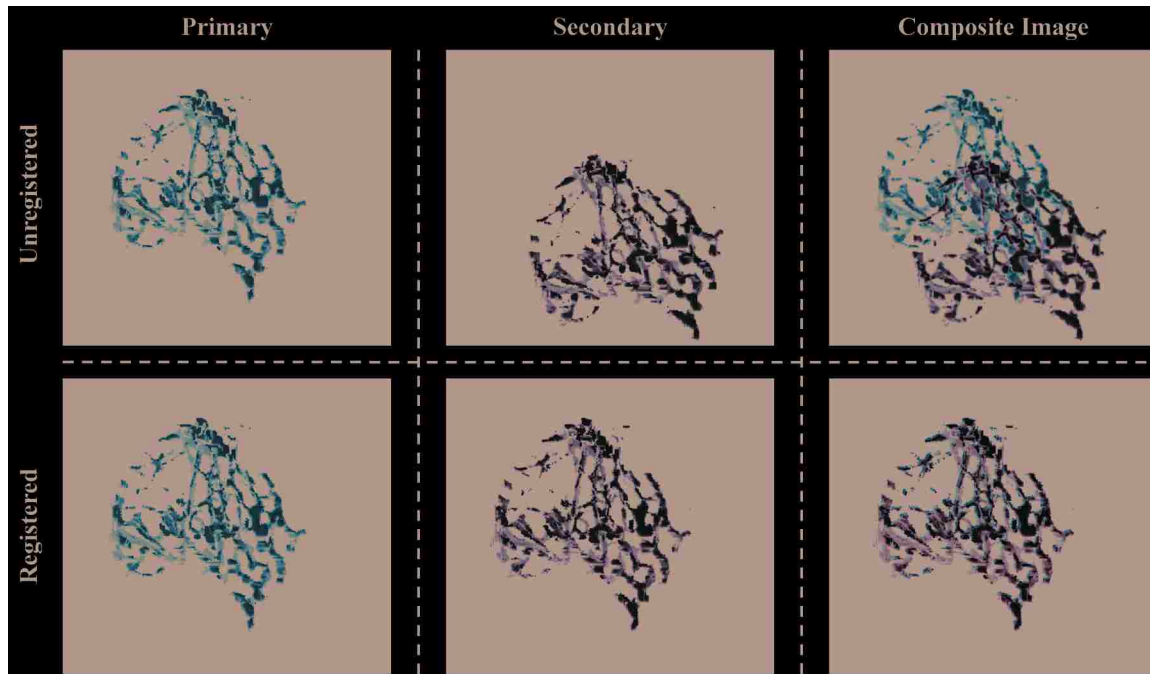 Primary
Secondary
Composite Image
Unregistered
Registered